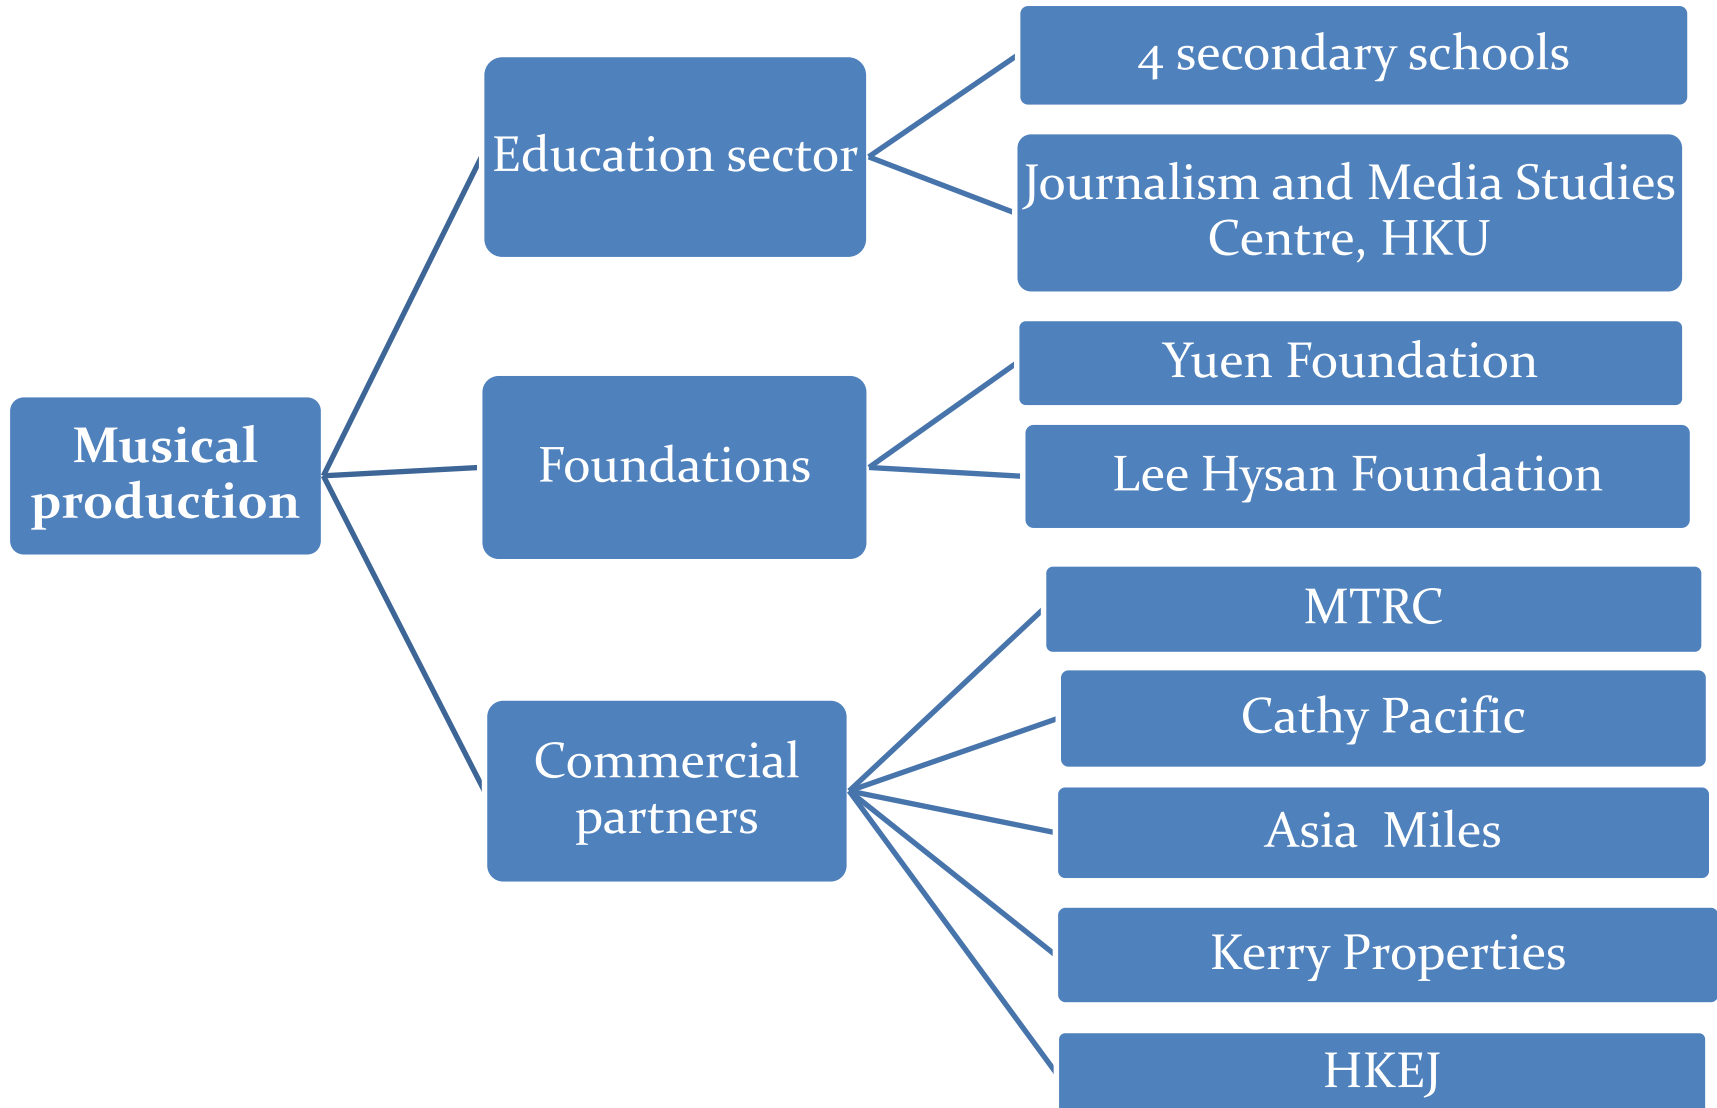 Musical
production
Education sector
4 secondary schools
Journalism and Media Studies
Centre, HKU
Foundations
Yuen Foundation
Lee Hysan Foundation
Commercial
partners
MTRC
Cathy Pacific
Asia  Miles
Kerry Properties
HKEJ